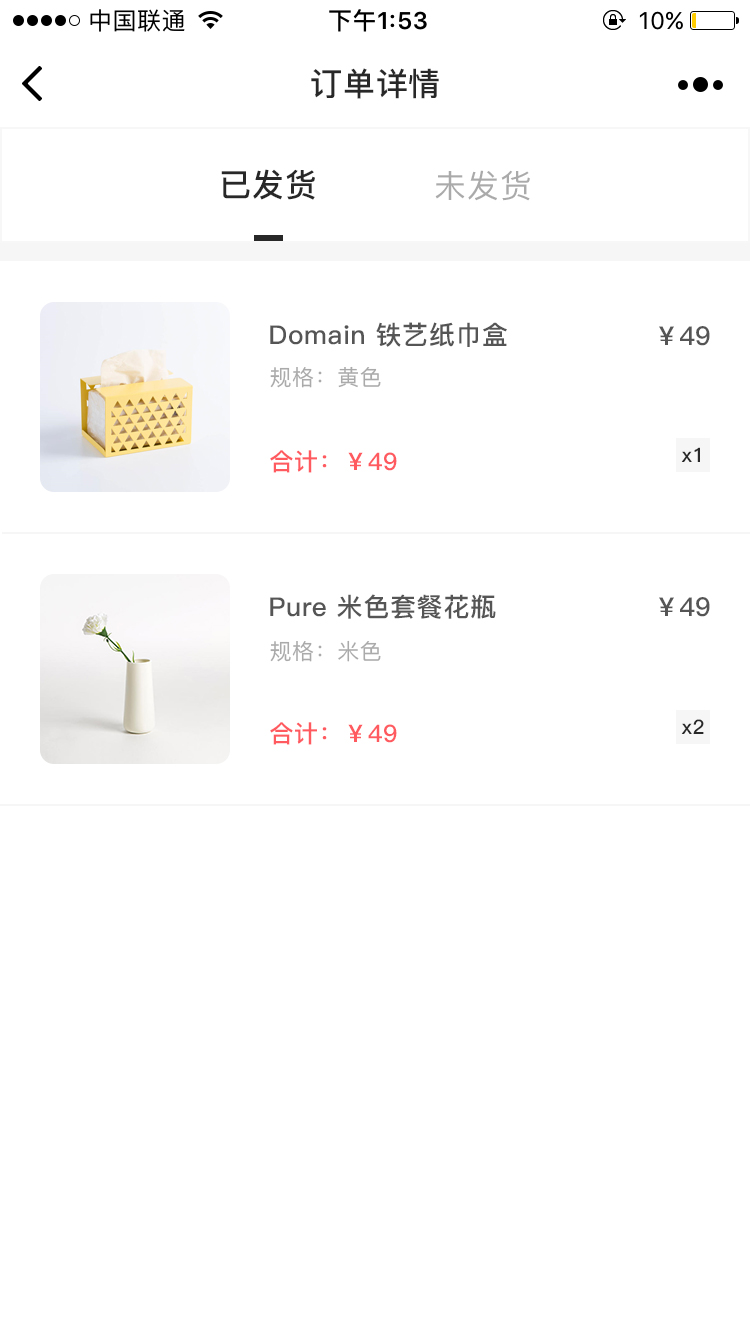 中国联通 下午1:53 10%
订单详情
已发货 未发货
Domain 铁艺纸巾盒 ￥49
规格：黄色
合计：￥49 x1
Pure 米色套餐花瓶 ￥49
规格：米色
合计：￥49 x2